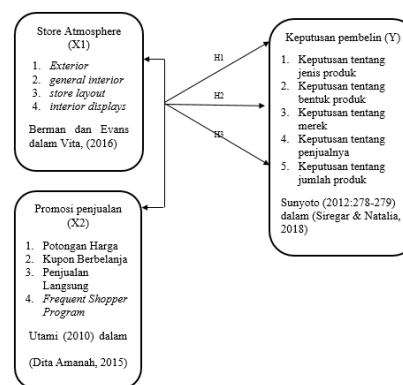 Store Atmosphere
(X1)
1. Exterior
2. general interior
3. store layout
4. interior displays
Berman dan Evans
dalam Vita, (2016)
Promosi penjualan
(X2)
1. Potongan Harga
2. Kupon Berbelanja
3. Penjualan
Langsung
4. Frequent Shopper
Program
Utami (2010) dalam
(Dita Amanah, 2015)
H1
H2
H3
Keputusan pembelin (Y)
1. Keputusan tentang
jenis produk
2. Keputusan tentang
bentuk produk
3. Keputusan tentang
merek
4. Keputusan tentang
penjualnya
5. Keputusan tentang
jumlah produk
Sunyoto (2012:278-279)
dalam (Siregar & Natalia,
2018)